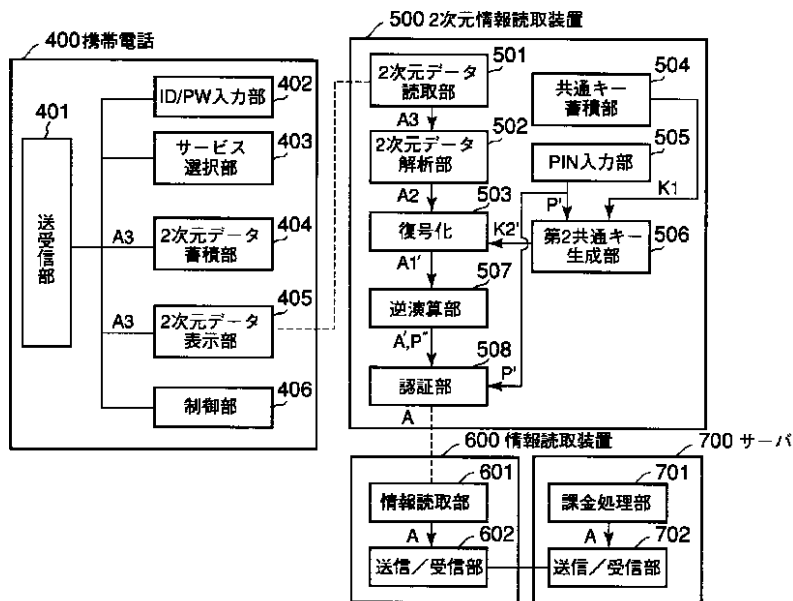 400 携帯電話
401
送受信部
402
ID/PW入力部
403
サービス
選択部
A3
404
2次元データ
蓄積部
A3
405
2次元データ
表示部
406
制御部
500 2次元情報読取装置
501
2次元データ
読取部
A3
502
2次元データ
解析部
A2
503
復号化
K2'
A1'
507
逆演算部
A',P"
508
認証部
P'
A
504
共通キー
蓄積部
505
PIN入力部
P'
K1
第2共通キー
生成部
506
600 情報読取装置
601
情報読取部
A
602
送信/受信部
700 サーバ
701
課金処理部
A
702
送信/受信部